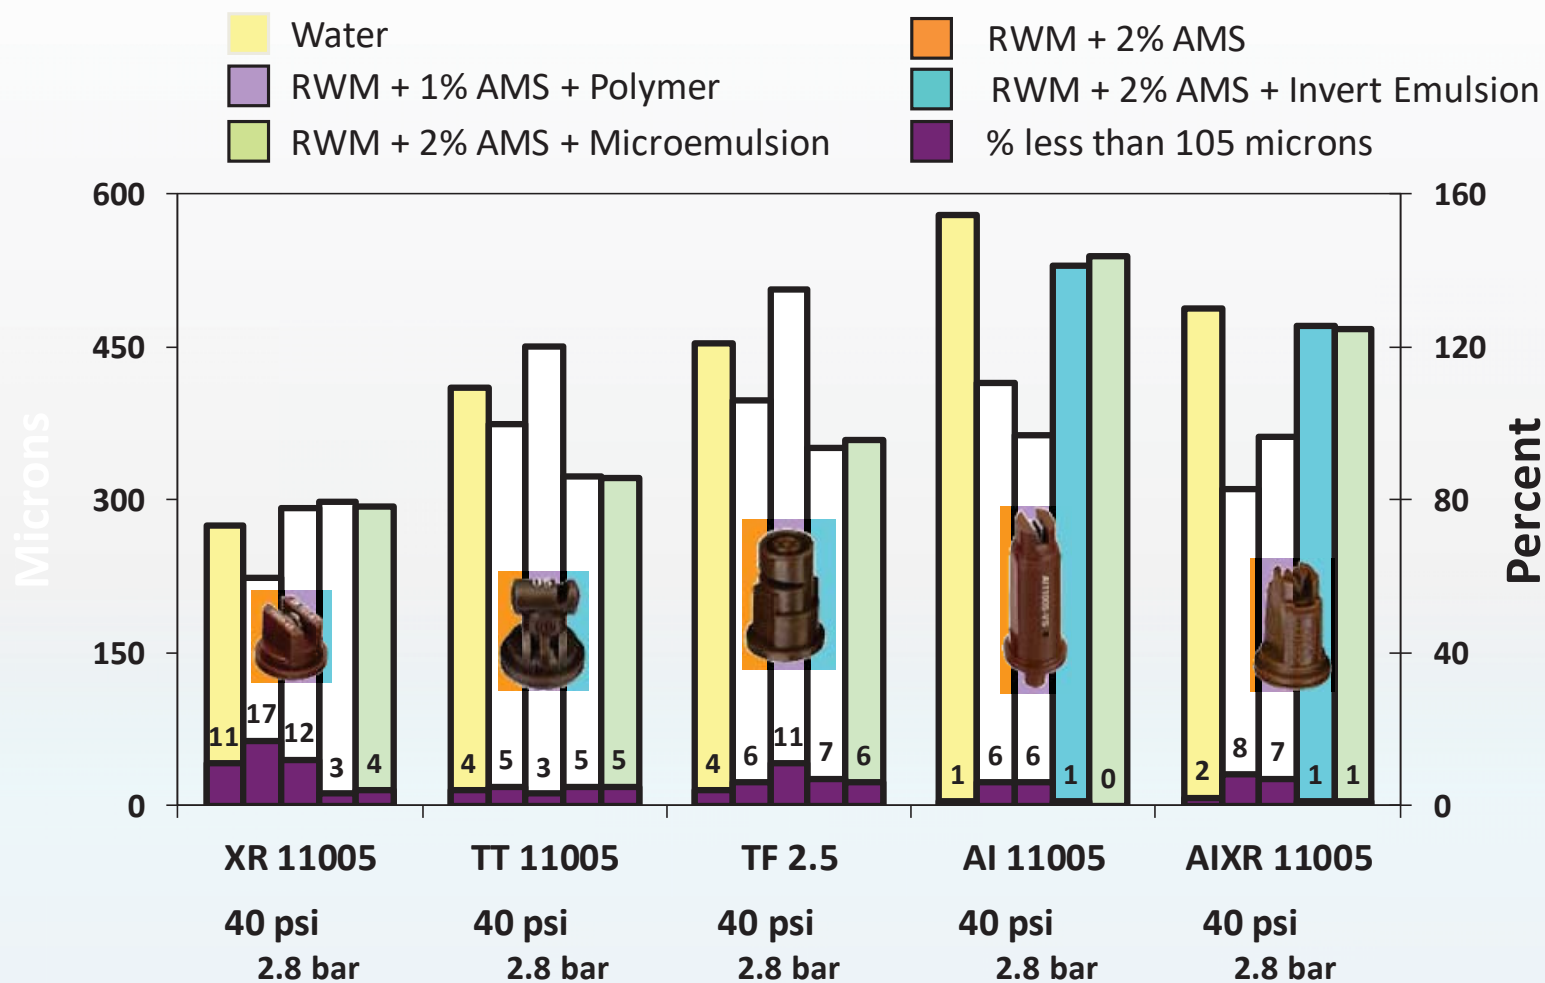 Water
RWM + 2% AMS
RWM + 1% AMS + Polymer
RWM + 2% AMS + Invert Emulsion
RWM + 2% AMS + Microemulsion
% less than 105 microns
600
450
300
150
0
Microns
160
120
80
40
0
Percent
11 17 12 3 4
4 5 3 5 5
4 6 11 7 6
1 6 6 1 0
2 8 7 1 1
AI11005-VS
XR 11005 TT 11005 TF 2.5 AI 11005 AIXR 11005
40 psi 40 psi 40 psi 40 psi 40 psi
2.8 bar 2.8 bar 2.8 bar 2.8 bar 2.8 bar